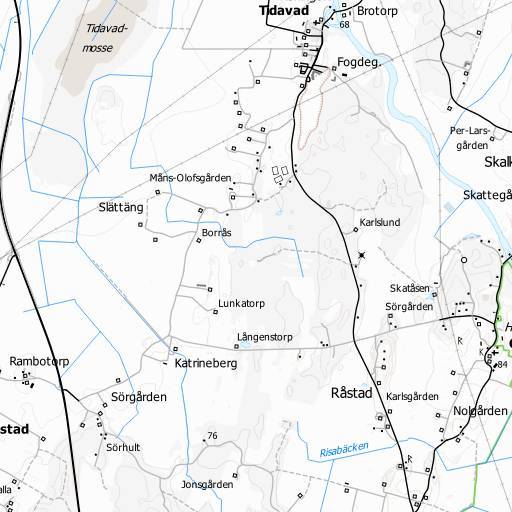 Tidavad
Brotorp
68
Tidavad-
mosse
Fogdeg.
Per-Lars-
gården
Skal
Måns-Olofsgården
Skattegå
Slättäng
Karlslund
Borrås
Skatåsen
Lunkatorp
Sörgården
H
Långenstorp
R
K
K
84
Rambotorp
Katrineberg
Sörgården
Råstad
Karlsgården
Nolgården
stad
76
Sörhult
Risabäcken
R
Jonsgården
alla